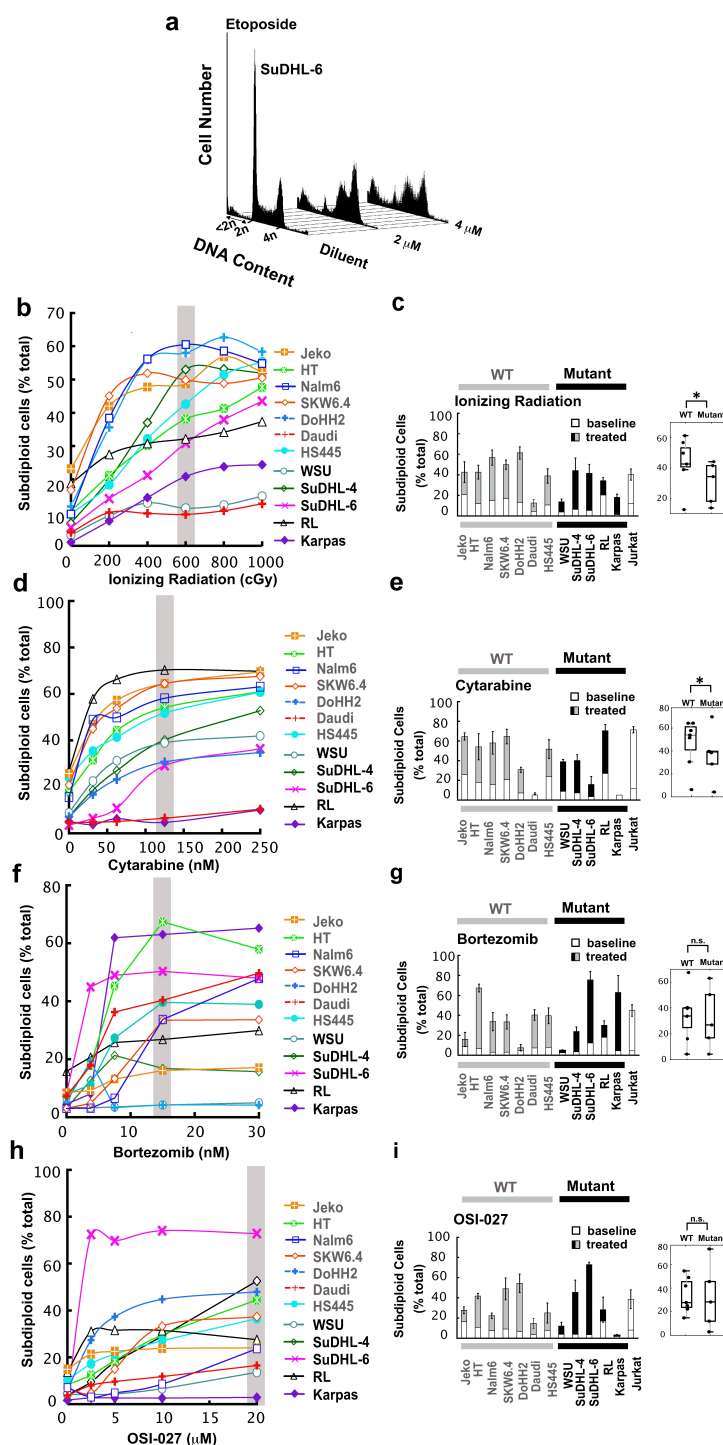 a
Etoposide
SuDHL-6
Cell Number
<2n
2n
4n
DNA Content
Diluent
2 μM
4 μM
b
Subdiploid cells (% total)
70
60
50
40
30
20
10
0
0 200 400 600 800 1000
Ionizing Radiation (cGy)
Jeko
HT
Nalm6
SKW6.4
DoHH2
Daudi
HS445
WSU
SuDHL-4
SuDHL-6
RL
Karpas
c
WT Mutant
Ionizing Radiation
baseline
treated
Subdiploid Cells
(% total)
100
80
60
40
20
0
Jeko HT Nalm6 SKW6.4 DoHH2 Daudi HS445 WSU SuDHL-4 SuDHL-6 RL Karpas Jurkat
*
WT Mutant
60
40
20
d
Subdiploid cells (% total)
100
80
60
40
20
0
0 50 100 150 200 250
Cytarabine (nM)
Jeko
HT
Nalm6
SKW6.4
DoHH2
Daudi
HS445
WSU
SuDHL-4
SuDHL-6
RL
Karpas
e
WT Mutant
Cytarabine
baseline
treated
Subdiploid Cells
(% total)
100
80
60
40
20
0
Jeko HT Nalm6 SKW6.4 DoHH2 Daudi HS445 WSU SuDHL-4 SuDHL-6 RL Karpas Jurkat
*
WT Mutant
80
60
40
20
0
f
Subdiploid cells (% total)
80
60
40
20
0
0 10 20 30
Bortezomib (nM)
Jeko
HT
Nalm6
SKW6.4
DoHH2
Daudi
HS445
WSU
SuDHL-4
SuDHL-6
RL
Karpas
g
WT Mutant
Bortezomib
baseline
treated
Subdiploid Cells
(% total)
100
80
60
40
20
0
Jeko HT Nalm6 SKW6.4 DoHH2 Daudi HS445 WSU SuDHL-4 SuDHL-6 RL Karpas Jurkat
n.s.
WT Mutant
80
60
40
20
0
h
Subdiploid cells (% total)
100
80
60
40
20
0
0 5 10 15 20
OSI-027 (μM)
Jeko
HT
Nalm6
SKW6.4
DoHH2
Daudi
HS445
WSU
SuDHL-4
SuDHL-6
RL
Karpas
i
WT Mutant
OSI-027
baseline
treated
Subdiploid Cells
(% total)
100
80
60
40
20
0
Jeko HT Nalm6 SKW6.4 DoHH2 Daudi HS445 WSU SuDHL-4 SuDHL-6 RL Karpas Jurkat
n.s.
WT Mutant
80
60
40
20
0